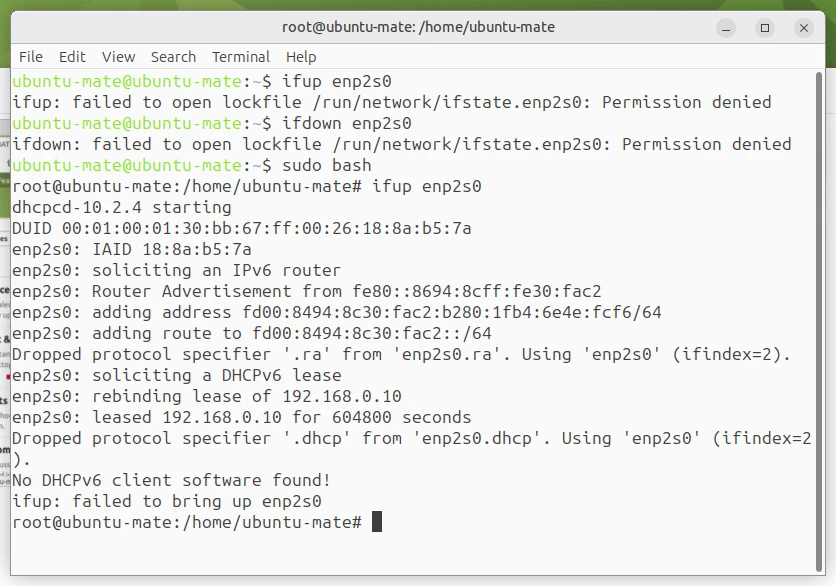 root@ubuntu-mate: /home/ubuntu-mate
File Edit View Search Terminal Help
ubuntu-mate@ubuntu-mate:~$ ifup enp2s0
ifup: failed to open lockfile /run/network/ifstate.enp2s0: Permission denied
ubuntu-mate@ubuntu-mate:~$ ifdown enp2s0
ifdown: failed to open lockfile /run/network/ifstate.enp2s0: Permission denied
ubuntu-mate@ubuntu-mate:~$ sudo bash
root@ubuntu-mate:/home/ubuntu-mate# ifup enp2s0
dhcpcd-10.2.4 starting
DUID 00:01:00:01:30:bb:67:ff:00:26:18:8a:b5:7a
enp2s0: IAID 18:8a:b5:7a
enp2s0: soliciting an IPv6 router
enp2s0: Router Advertisement from fe80::8694:8cff:fe30:fac2
enp2s0: adding address fd00:8494:8c30:fac2:b280:1fb4:6e4e:fcf6/64
enp2s0: adding route to fd00:8494:8c30:fac2::/64
Dropped protocol specifier '.ra' from 'enp2s0.ra'. Using 'enp2s0' (ifindex=2).
enp2s0: soliciting a DHCPv6 lease
enp2s0: rebinding lease of 192.168.0.10
enp2s0: leased 192.168.0.10 for 604800 seconds
Dropped protocol specifier '.dhcp' from 'enp2s0.dhcp'. Using 'enp2s0' (ifindex=2
).
No DHCPv6 client software found!
ifup: failed to bring up enp2s0
root@ubuntu-mate:/home/ubuntu-mate#